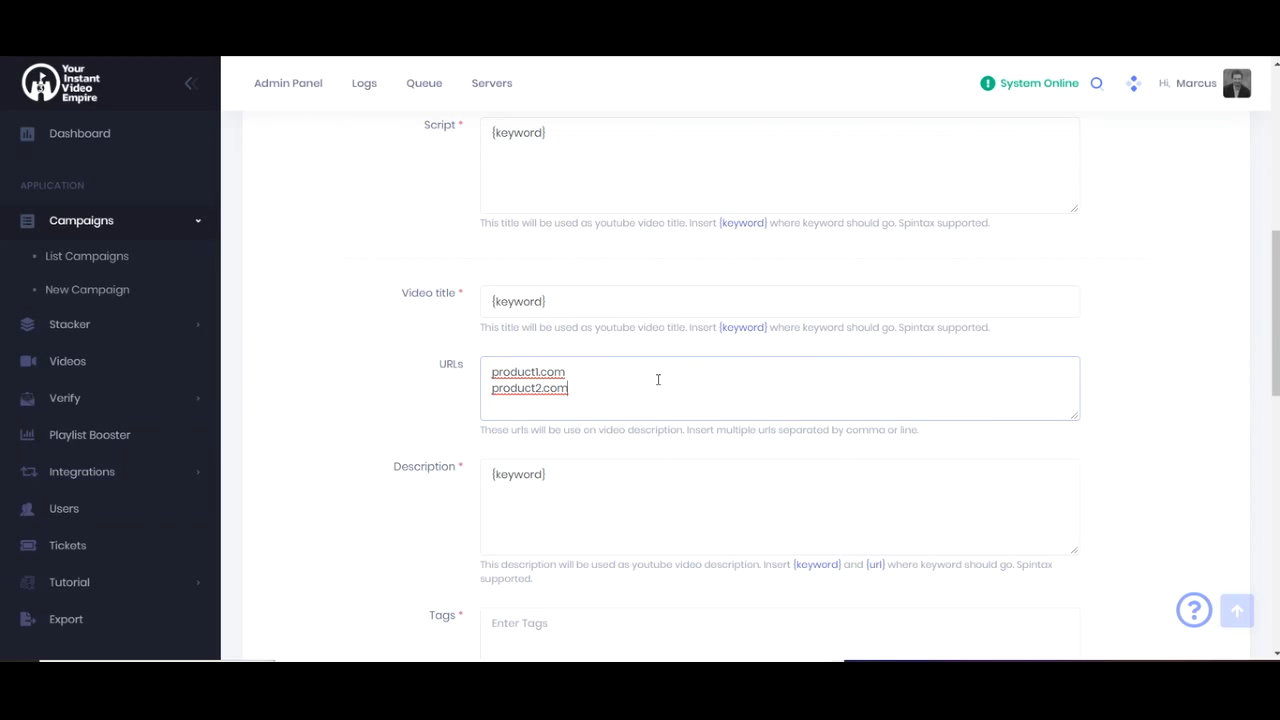 Your
Instant
Video
Empire
Admin Panel
Logs
Queue
Servers
System Online
Hi, Marcus
Dashboard
APPLICATION
Campaigns
List Campaigns
New Campaign
Stacker
Videos
Verify
Playlist Booster
Integrations
Users
Tickets
Tutorial
Export
Script *
{keyword}
This title will be used as youtube video title. Insert {keyword} where keyword should go. Spintax supported.
Video title *
{keyword}
This title will be used as youtube video title. Insert {keyword} where keyword should go. Spintax supported.
URLs
product1.com
product2.com
These urls will be use on video description. Insert multiple urls separated by comma or line.
Description *
{keyword}
This description will be used as youtube video description. Insert {keyword} and {url} where keyword should go. Spintax
supported.
Tags *
Enter Tags